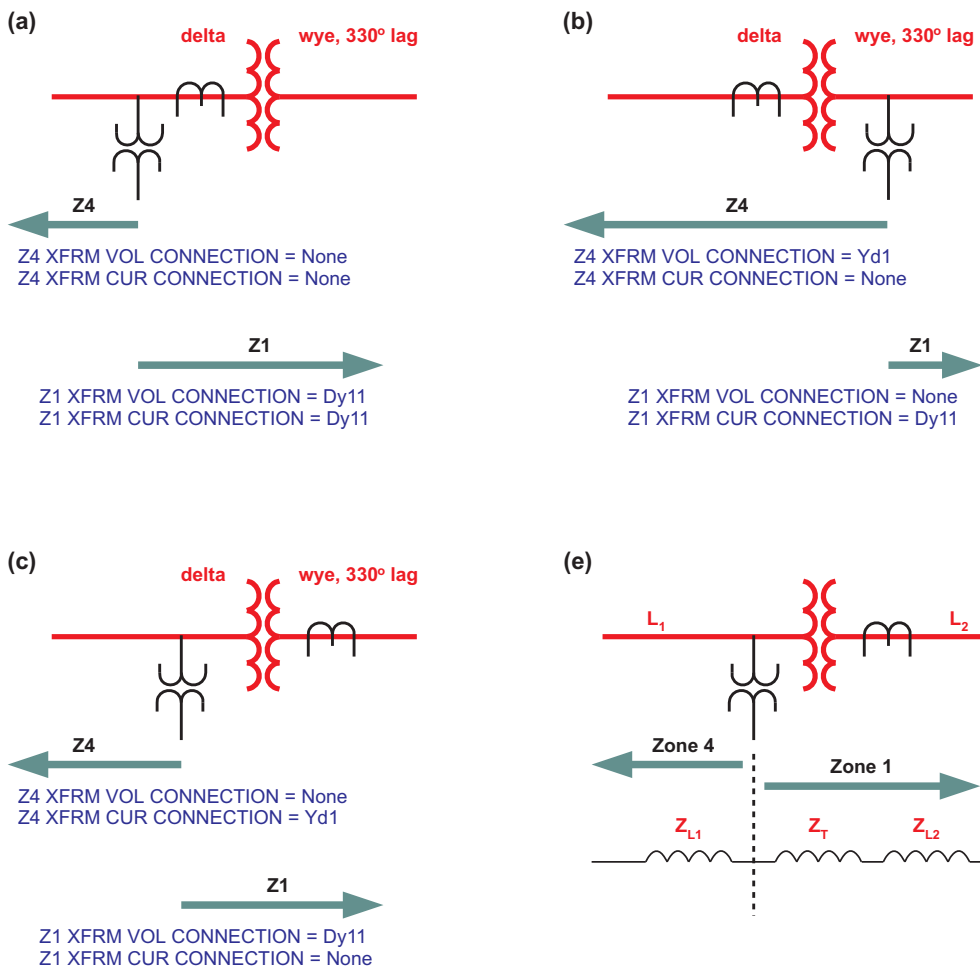 (a)
delta wye, 330º lag
Z4
Z4 XFRM VOL CONNECTION = None
Z4 XFRM CUR CONNECTION = None
Z1
Z1 XFRM VOL CONNECTION = Dy11
Z1 XFRM CUR CONNECTION = Dy11
(b)
delta wye, 330º lag
Z4
Z4 XFRM VOL CONNECTION = Yd1
Z4 XFRM CUR CONNECTION = None
Z1
Z1 XFRM VOL CONNECTION = None
Z1 XFRM CUR CONNECTION = Dy11
(c)
delta wye, 330º lag
Z4
Z4 XFRM VOL CONNECTION = None
Z4 XFRM CUR CONNECTION = Yd1
Z1
Z1 XFRM VOL CONNECTION = Dy11
Z1 XFRM CUR CONNECTION = None
(e)
L1 L2
Zone 4
Zone 1
ZL1 ZT ZL2